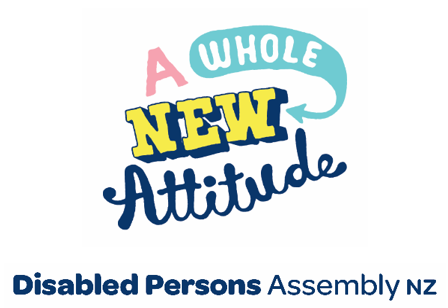 A WHOLE
NEW
Attitude
Disabled Persons Assembly NZ